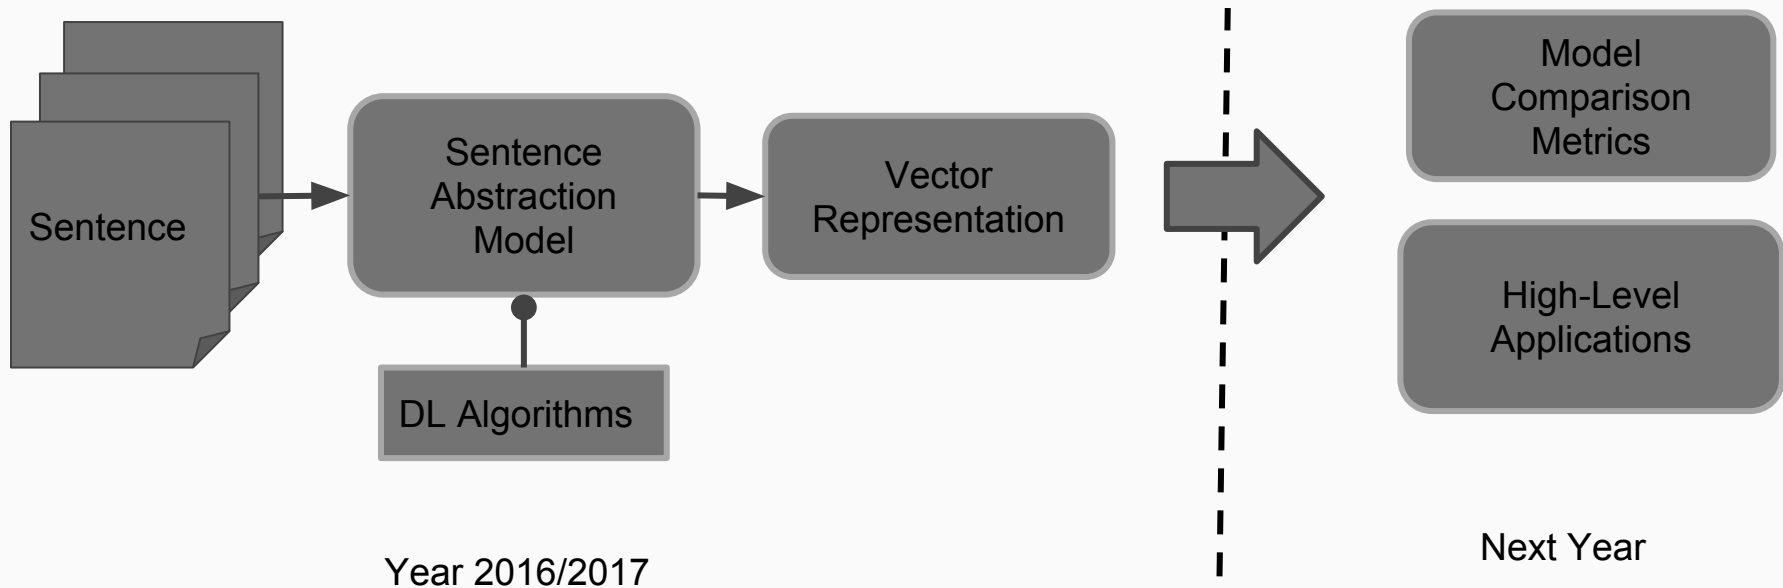 Sentence
Sentence
Abstraction
Model
DL Algorithms
Vector
Representation
Year 2016/2017
Model
Comparison
Metrics
High-Level
Applications
Next Year